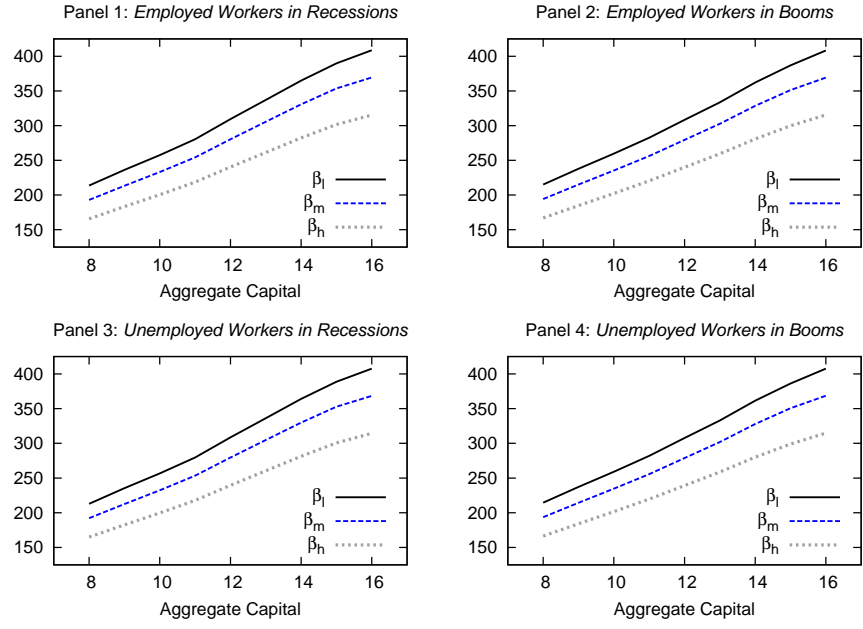 Panel 1: Employed Workers in Recessions
400
350
300
250
200
150
βl
βm
βh
8 10 12 14 16
Aggregate Capital
Panel 2: Employed Workers in Booms
400
350
300
250
200
150
βl
βm
βh
8 10 12 14 16
Aggregate Capital
Panel 3: Unemployed Workers in Recessions
400
350
300
250
200
150
βl
βm
βh
8 10 12 14 16
Aggregate Capital
Panel 4: Unemployed Workers in Booms
400
350
300
250
200
150
βl
βm
βh
8 10 12 14 16
Aggregate Capital